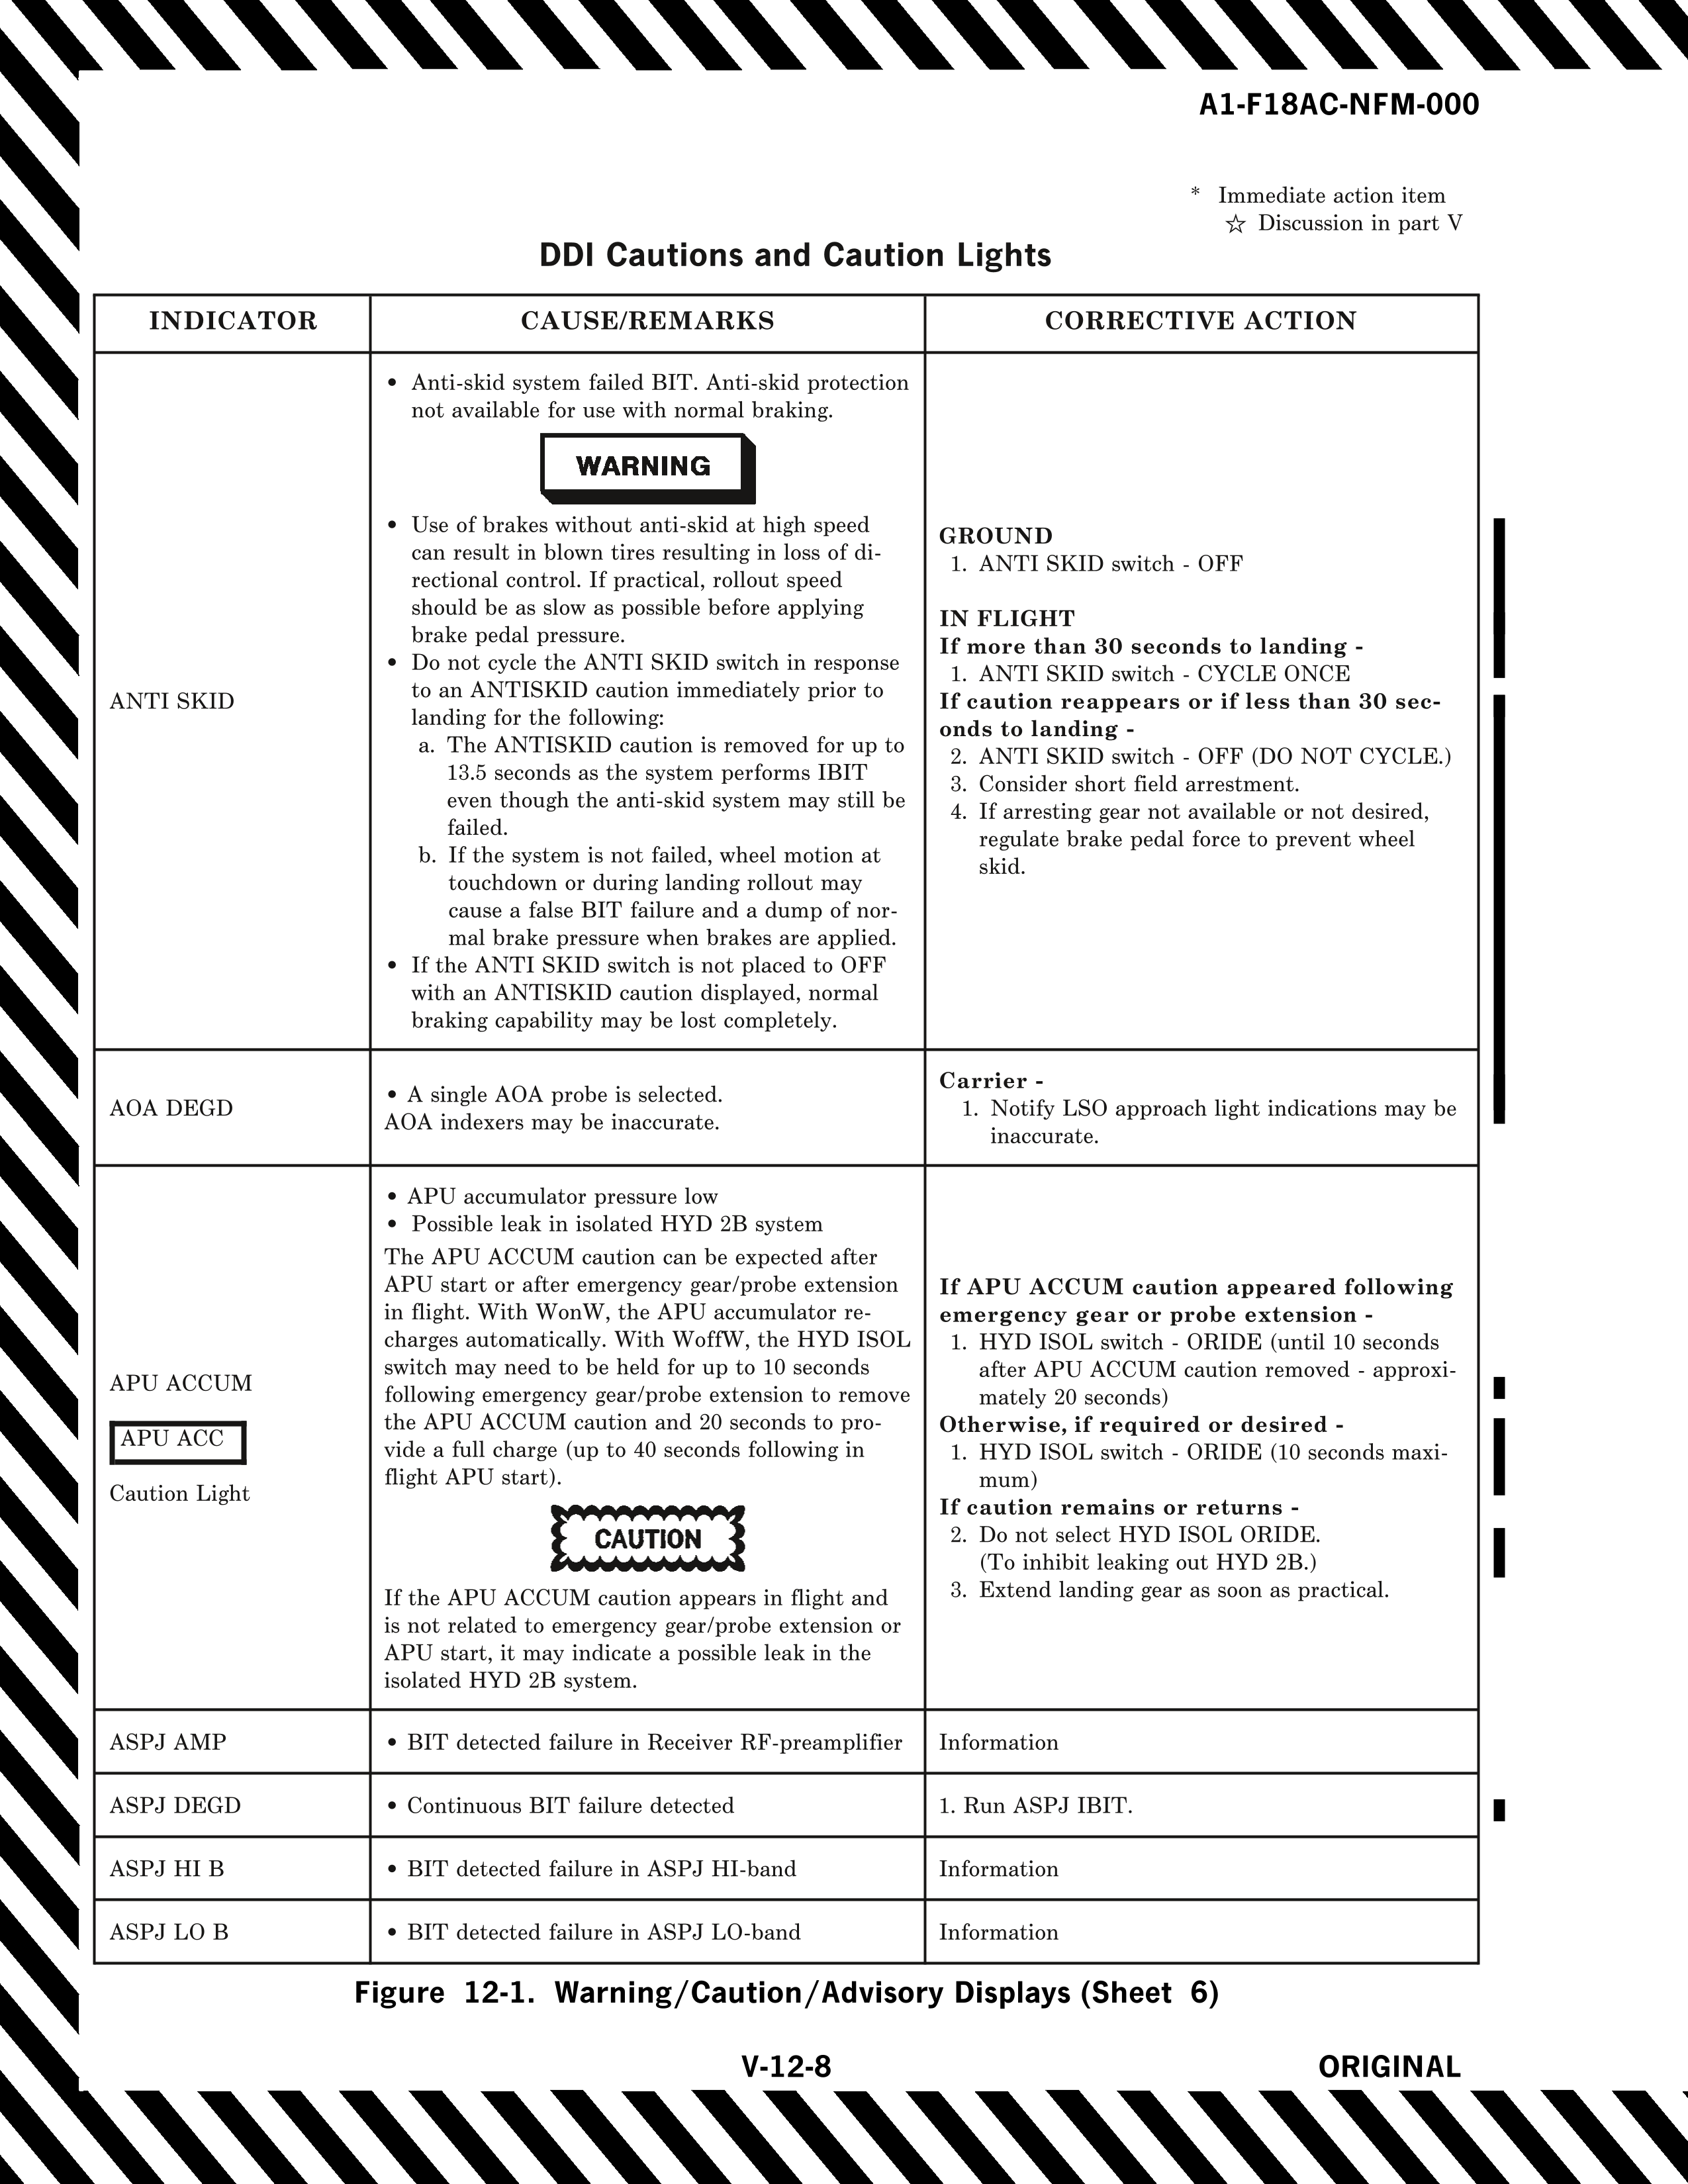 A1-F18AC-NFM-000
* Immediate action item
☆ Discussion in part V
DDI Cautions and Caution Lights
INDICATOR
CAUSE/REMARKS
CORRECTIVE ACTION
ANTI SKID
• Anti-skid system failed BIT. Anti-skid protection
not available for use with normal braking.
WARNING
• Use of brakes without anti-skid at high speed
can result in blown tires resulting in loss of di-
rectional control. If practical, rollout speed
should be as slow as possible before applying
brake pedal pressure.
• Do not cycle the ANTI SKID switch in response
to an ANTISKID caution immediately prior to
landing for the following:
a. The ANTISKID caution is removed for up to
13.5 seconds as the system performs IBIT
even though the anti-skid system may still be
failed.
b. If the system is not failed, wheel motion at
touchdown or during landing rollout may
cause a false BIT failure and a dump of nor-
mal brake pressure when brakes are applied.
• If the ANTI SKID switch is not placed to OFF
with an ANTISKID caution displayed, normal
braking capability may be lost completely.
GROUND
1. ANTI SKID switch - OFF
IN FLIGHT
If more than 30 seconds to landing -
1. ANTI SKID switch - CYCLE ONCE
If caution reappears or if less than 30 sec-
onds to landing -
2. ANTI SKID switch - OFF (DO NOT CYCLE.)
3. Consider short field arrestment.
4. If arresting gear not available or not desired,
regulate brake pedal force to prevent wheel
skid.
AOA DEGD
• A single AOA probe is selected.
AOA indexers may be inaccurate.
Carrier -
1. Notify LSO approach light indications may be
inaccurate.
APU ACCUM
APU ACC
Caution Light
• APU accumulator pressure low
• Possible leak in isolated HYD 2B system
The APU ACCUM caution can be expected after
APU start or after emergency gear/probe extension
in flight. With WonW, the APU accumulator re-
charges automatically. With WoffW, the HYD ISOL
switch may need to be held for up to 10 seconds
following emergency gear/probe extension to remove
the APU ACCUM caution and 20 seconds to pro-
vide a full charge (up to 40 seconds following in
flight APU start).
CAUTION
If the APU ACCUM caution appears in flight and
is not related to emergency gear/probe extension or
APU start, it may indicate a possible leak in the
isolated HYD 2B system.
If APU ACCUM caution appeared following
emergency gear or probe extension -
1. HYD ISOL switch - ORIDE (until 10 seconds
after APU ACCUM caution removed - approxi-
mately 20 seconds)
Otherwise, if required or desired -
1. HYD ISOL switch - ORIDE (10 seconds maxi-
mum)
If caution remains or returns -
2. Do not select HYD ISOL ORIDE.
(To inhibit leaking out HYD 2B.)
3. Extend landing gear as soon as practical.
ASPJ AMP
• BIT detected failure in Receiver RF-preamplifier
Information
ASPJ DEGD
• Continuous BIT failure detected
1. Run ASPJ IBIT.
ASPJ HI B
• BIT detected failure in ASPJ HI-band
Information
ASPJ LO B
• BIT detected failure in ASPJ LO-band
Information
Figure 12-1. Warning/Caution/Advisory Displays (Sheet 6)
V-12-8
ORIGINAL